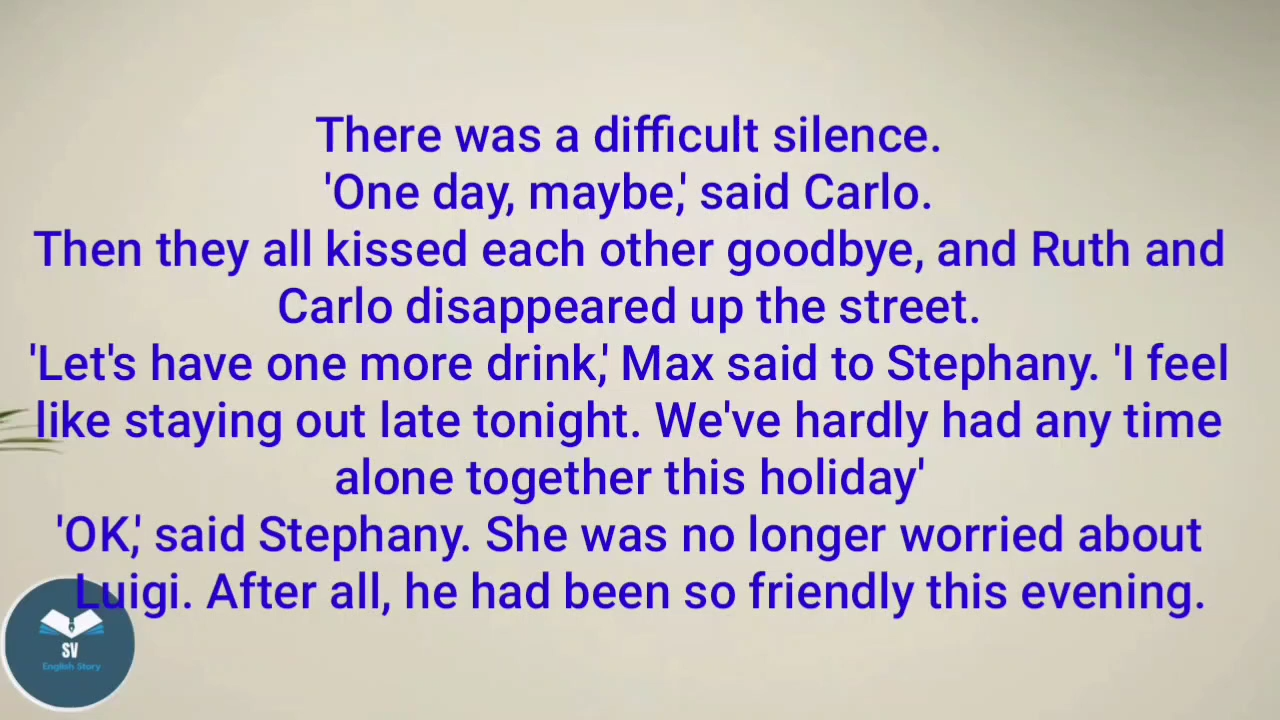 There was a difficult silence.
'One day, maybe,' said Carlo.
Then they all kissed each other goodbye, and Ruth and
Carlo disappeared up the street.
'Let's have one more drink,' Max said to Stephany. 'I feel
like staying out late tonight. We've hardly had any time
alone together this holiday'
'OK,' said Stephany. She was no longer worried about
Luigi. After all, he had been so friendly this evening.
SV
English Story